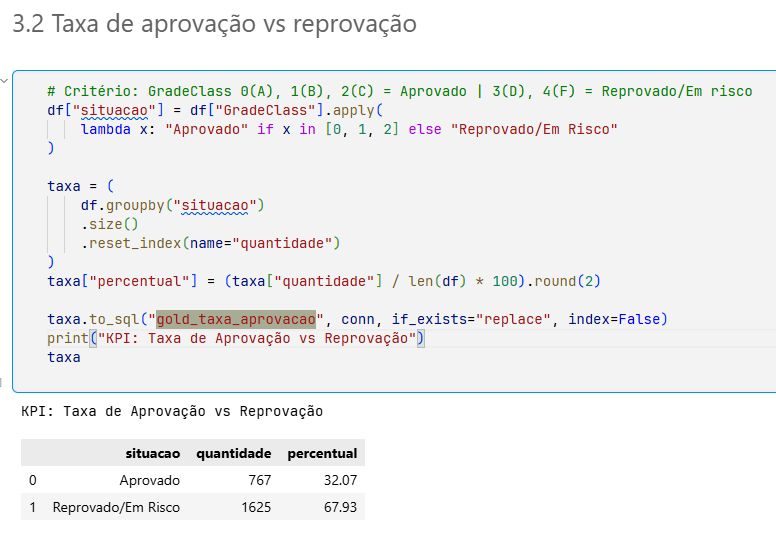 3.2 Taxa de aprovação vs reprovação
# Critério: GradeClass 0(A), 1(B), 2(C) = Aprovado | 3(D), 4(F) = Reprovado/Em risco
df["situacao"] = df["GradeClass"].apply(
    lambda x: "Aprovado" if x in [0, 1, 2] else "Reprovado/Em Risco"
)
taxa = (
    df.groupby("situacao")
    .size()
    .reset_index(name="quantidade")
)
taxa["percentual"] = (taxa["quantidade"] / len(df) * 100).round(2)
taxa.to_sql("gold_taxa_aprovacao", conn, if_exists="replace", index=False)
print("KPI: Taxa de Aprovação vs Reprovação")
taxa
KPI: Taxa de Aprovação vs Reprovação
situacao quantidade percentual
0 Aprovado 767 32.07
1 Reprovado/Em Risco 1625 67.93